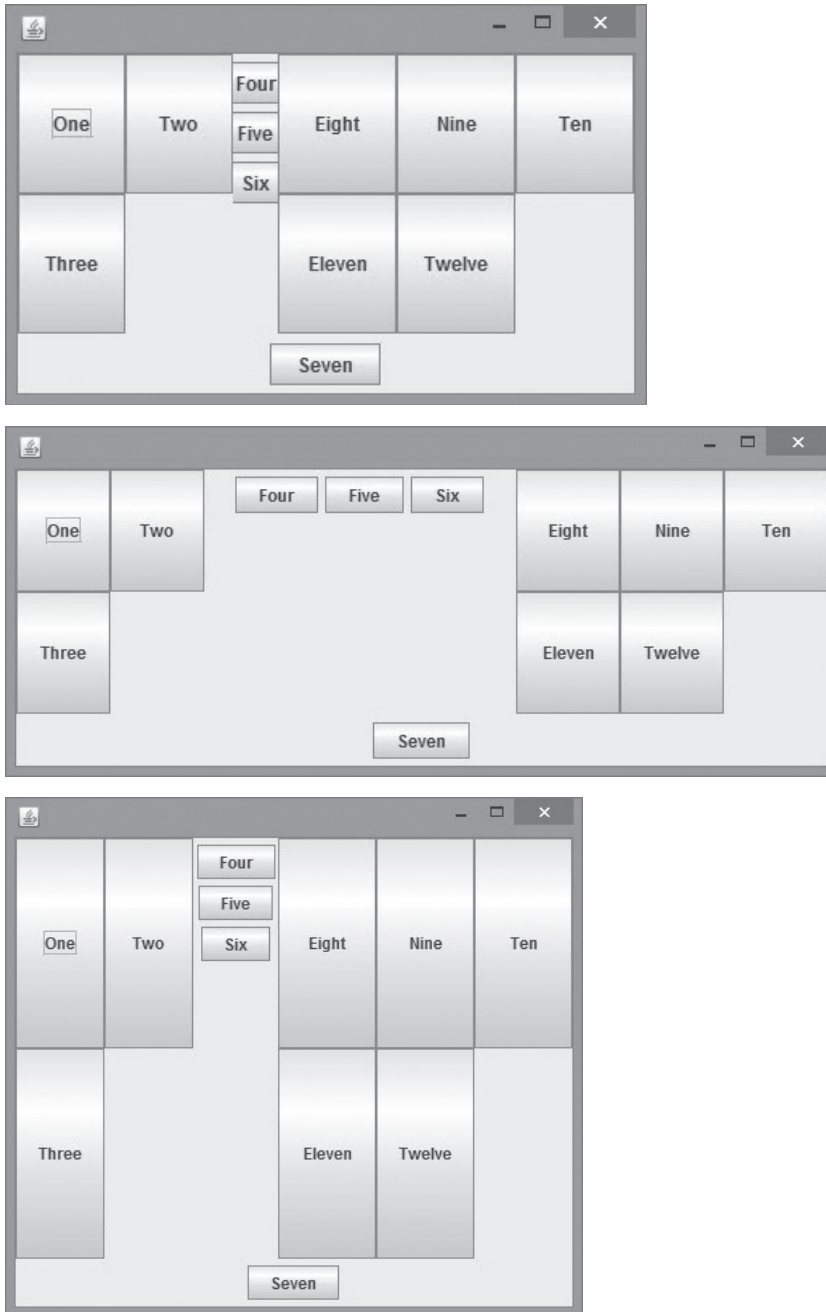 Four
One Two Five Eight Nine Ten
Six
Three Eleven Twelve
Seven
Four Five Six
One Two Eight Nine Ten
Three Eleven Twelve
Seven
Four
Five
One Two Six Eight Nine Ten
Three Eleven Twelve
Seven